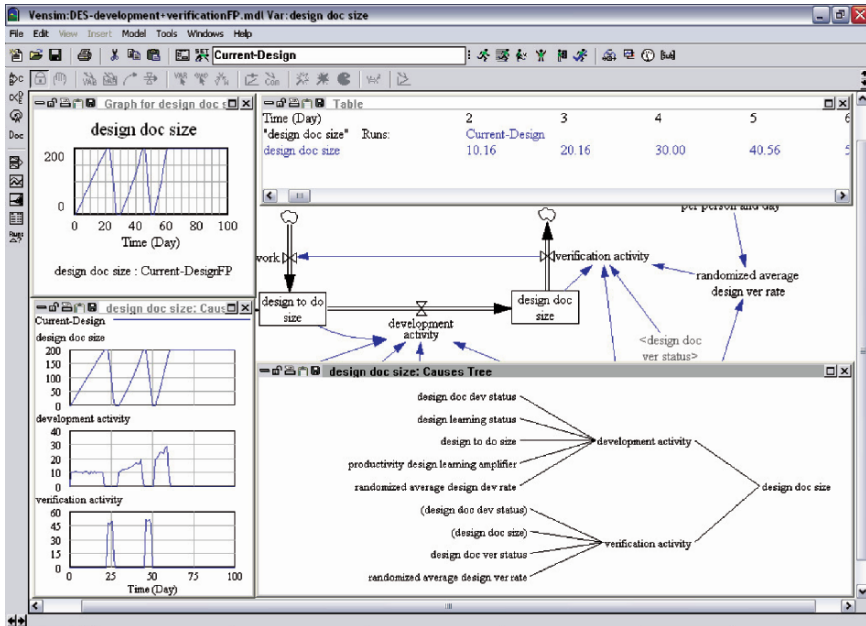 Vensim:DES-development+verificationFP.mdl Var:design doc size
File Edit View Insert Model Tools Windows Help
Current-Design
Graph for design doc s
design doc size
200
0
0 20 40 60 80 100
Time (Day)
design doc size : Current-DesignFP
Table
Time (Day) 2 3 4 5 6
"design doc size" Runs: Current-Design
design doc size 10.16 20.16 30.00 40.56 5
per person and day
work
verification activity
randomized average
design ver rate
design to do
size
design doc
size
development
activity
<design doc
ver status>
design doc size: Caus
Current-Design
design doc size
200
150
100
50
0
development activity
40
30
20
10
0
verification activity
60
45
30
15
0
0 25 50 75 100
Time (Day)
design doc size: Causes Tree
design doc dev status
design learning status
design to do size
productivity design learning amplifier
randomized average design dev rate
development activity
design doc size
(design doc dev status)
(design doc size)
design doc ver status
randomized average design ver rate
verification activity
Doc